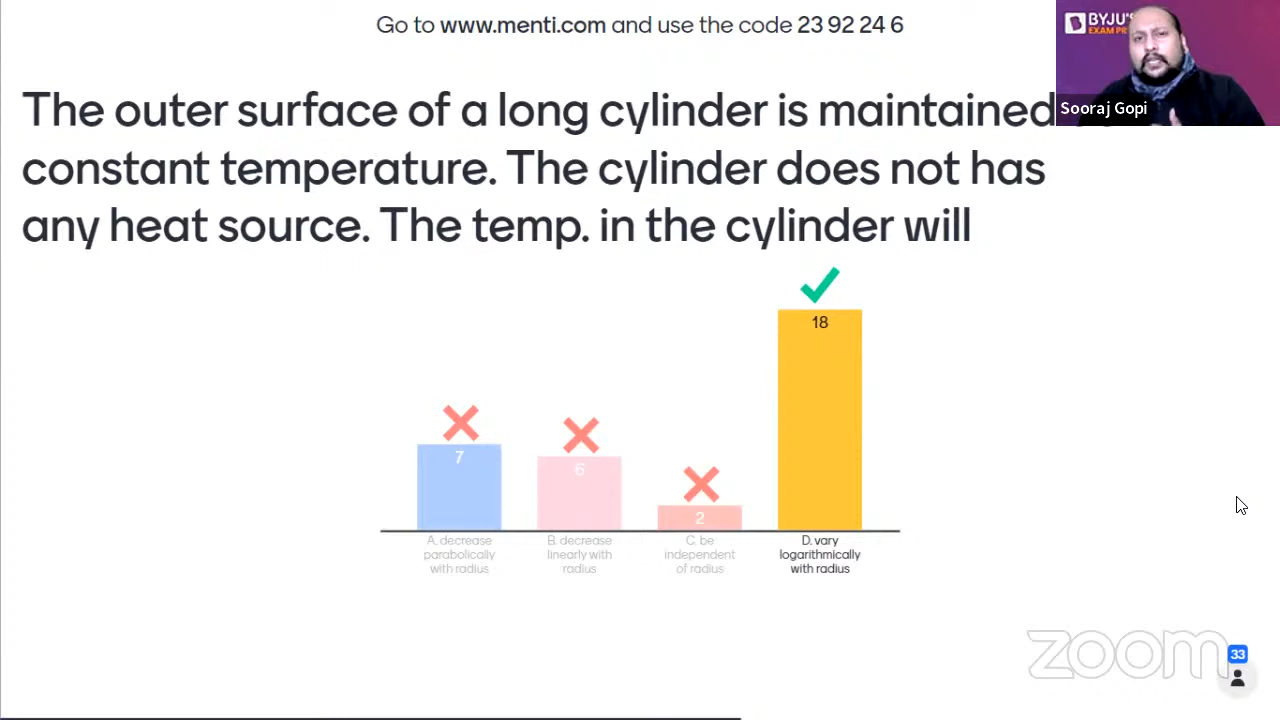 Go to www.menti.com and use the code 23 92 24 6
BYJU'S
EXAM PR
Sooraj Gopi
The outer surface of a long cylinder is maintained
constant temperature. The cylinder does not has
any heat source. The temp. in the cylinder will
18
7
6
2
A. decrease
parabolically
with radius
B. decrease
linearly with
radius
C. be
independent
of radius
D. vary
logarithmically
with radius
zoom
33